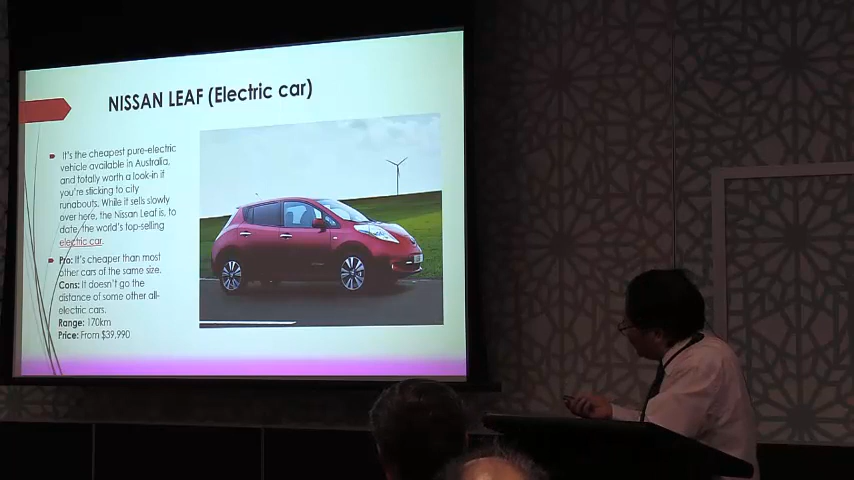 NISSAN LEAF (Electric car)
It's the cheapest pure-electric
vehicle available in Australia,
and totally worth a look-in if
you're sticking to city
runabouts. While it sells slowly
over here, the Nissan Leaf is, to
date, the world's top-selling
electric car.
Pro: It's cheaper than most
other cars of the same size.
Cons: It doesn't go the
distance of some other all-
electric cars.
Range: 170km
Price: From $39,990